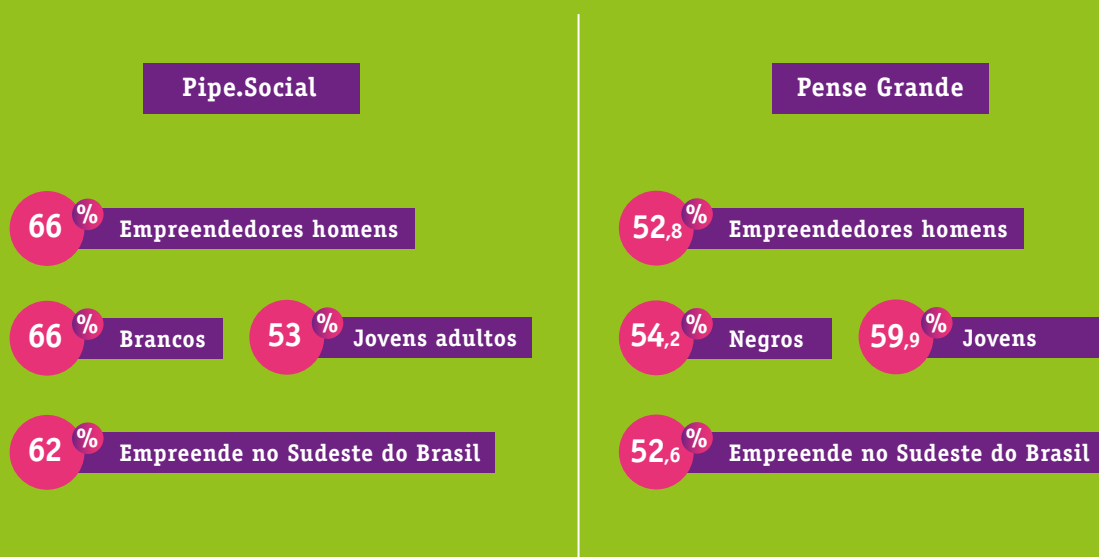 Pipe.Social
66% Empreendedores homens
66% Brancos
53% Jovens adultos
62% Empreende no Sudeste do Brasil
Pense Grande
52,8% Empreendedores homens
54,2% Negros
59,9% Jovens
52,6% Empreende no Sudeste do Brasil